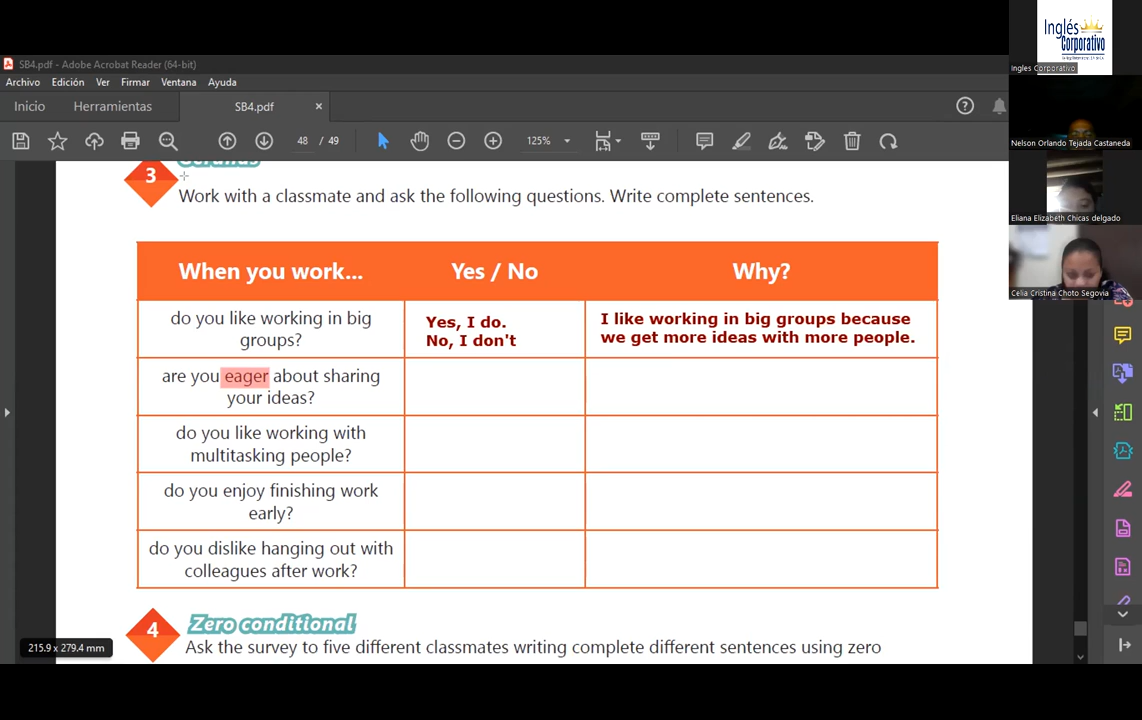 SB4.pdf - Adobe Acrobat Reader (64-bit)
Archivo Edición Ver Firmar Ventana Ayuda
Inicio Herramientas SB4.pdf ×
48 / 49 125%
3 Gerunds
Work with a classmate and ask the following questions. Write complete sentences.
When you work... Yes / No Why?
do you like working in big
groups?
Yes, I do.
No, I don't
I like working in big groups because
we get more ideas with more people.
are you eager about sharing
your ideas?
do you like working with
multitasking people?
do you enjoy finishing work
early?
do you dislike hanging out with
colleagues after work?
4 Zero conditional
Ask the survey to five different classmates writing complete different sentences using zero
215.9 x 279.4 mm
Inglés
Corporativo
Ingles Corporativo
Nelson Orlando Tejada Castaneda
Eliana Elizabeth Chicas delgado
Celia Cristina Choto Segovia